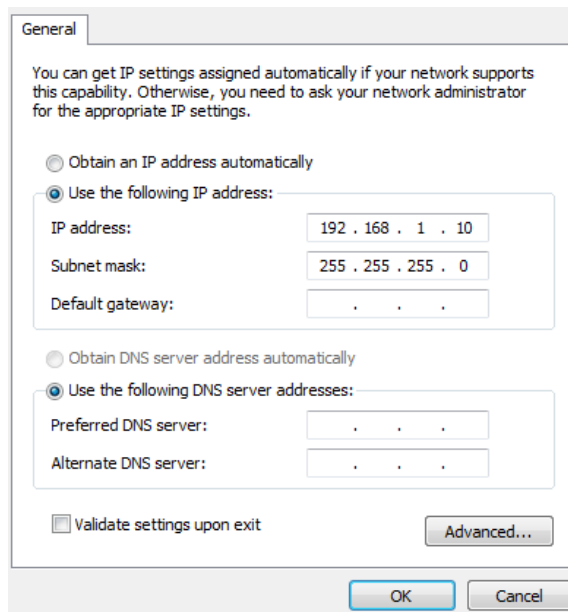 General
You can get IP settings assigned automatically if your network supports
this capability. Otherwise, you need to ask your network administrator
for the appropriate IP settings.
Obtain an IP address automatically
Use the following IP address:
IP address: 192 . 168 . 1 . 10
Subnet mask: 255 . 255 . 255 . 0
Default gateway: . . .
Obtain DNS server address automatically
Use the following DNS server addresses:
Preferred DNS server: . . .
Alternate DNS server: . . .
Validate settings upon exit
Advanced...
OK Cancel